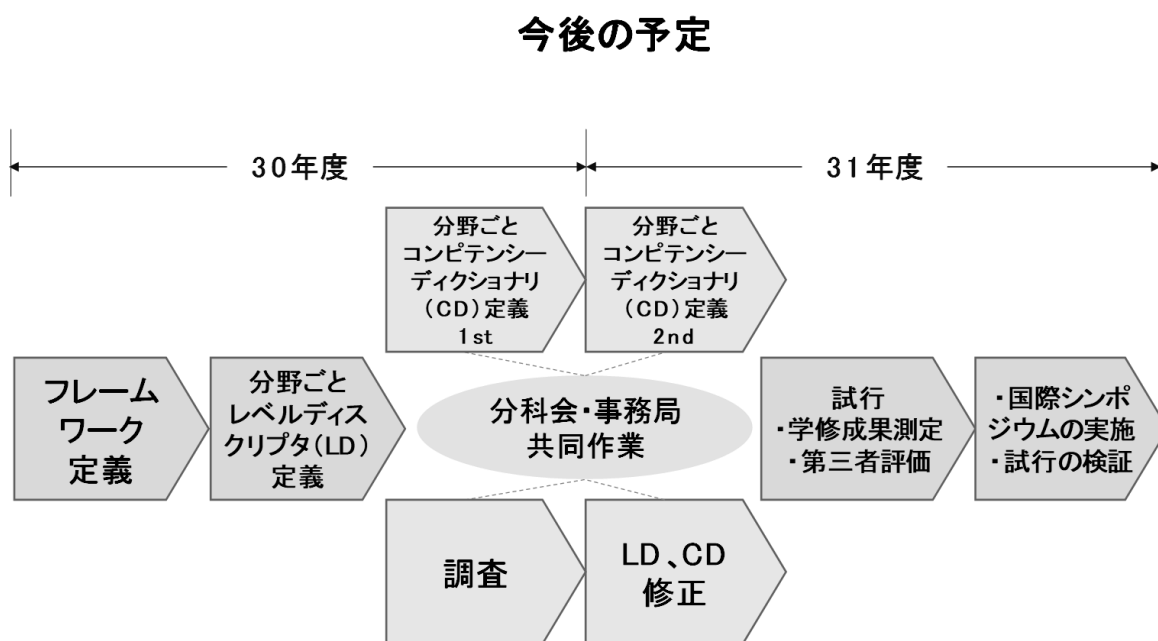 今後の予定
30年度
31年度
分野ごと
コンピテンシー
ディクショナリ
(CD)定義
1st
分野ごと
コンピテンシー
ディクショナリ
(CD)定義
2nd
フレーム
ワーク
定義
分野ごと
レベルディス
クリプタ(LD)
定義
分科会・事務局
共同作業
試行
・学修成果測定
・第三者評価
・国際シンポ
ジウムの実施
・試行の検証
調査
LD、CD
修正